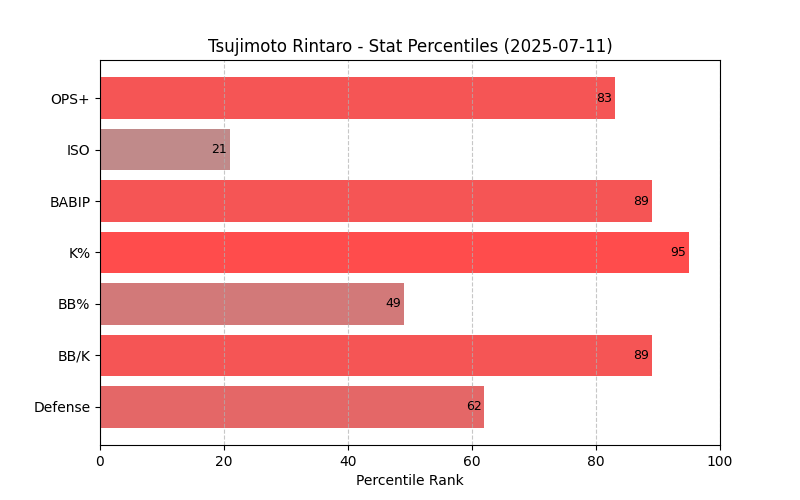 Tsujimoto Rintaro - Stat Percentiles (2025-07-11)
OPS+ 83
ISO 21
BABIP 89
K% 95
BB% 49
BB/K 89
Defense 62
0 20 40 60 80 100
Percentile Rank